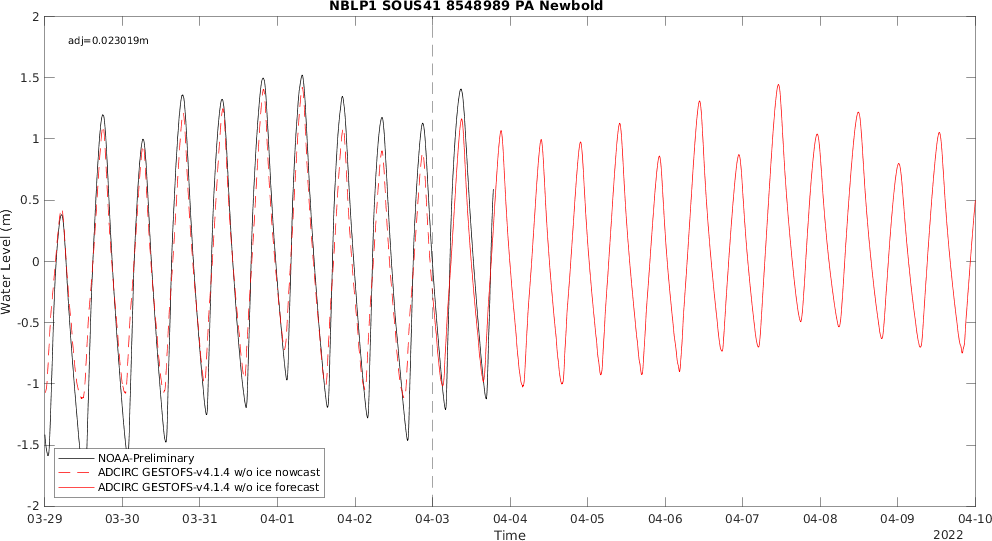 NBLP1 SOUS41 8548989 PA Newbold
adj=0.023019m
2
1.5
1
0.5
0
-0.5
-1
-1.5
-2
Water Level (m)
NOAA-Preliminary
ADCIRC GESTOFS-v4.1.4 w/o ice nowcast
ADCIRC GESTOFS-v4.1.4 w/o ice forecast
03-29 03-30 03-31 04-01 04-02 04-03 04-04 04-05 04-06 04-07 04-08 04-09 04-10
Time
2022